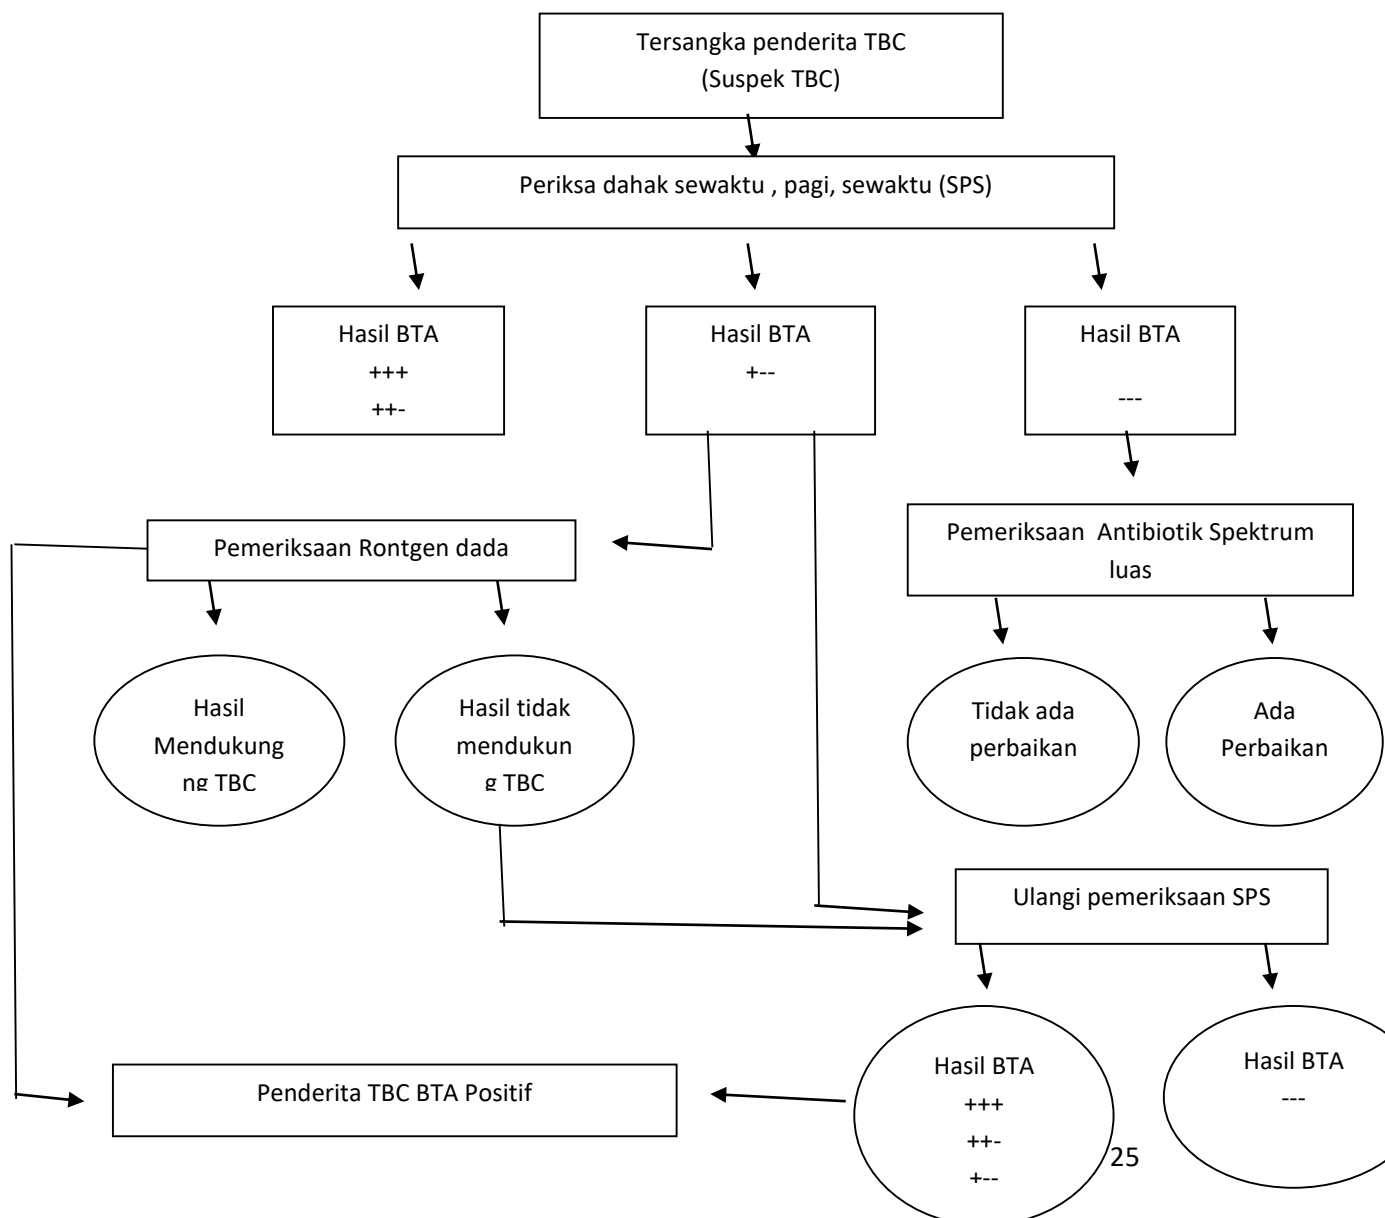 Tersangka penderita TBC
(Suspek TBC)
Periksa dahak sewaktu , pagi, sewaktu (SPS)
Hasil BTA
+++
++-
Hasil BTA
+--
Hasil BTA
---
Pemeriksaan Rontgen dada
Pemeriksaan Antibiotik Spektrum
luas
Hasil
Mendukung
ng TBC
Hasil tidak
mendukun
g TBC
Tidak ada
perbaikan
Ada
Perbaikan
Ulangi pemeriksaan SPS
Penderita TBC BTA Positif
Hasil BTA
+++
++-
+--
Hasil BTA
---
25